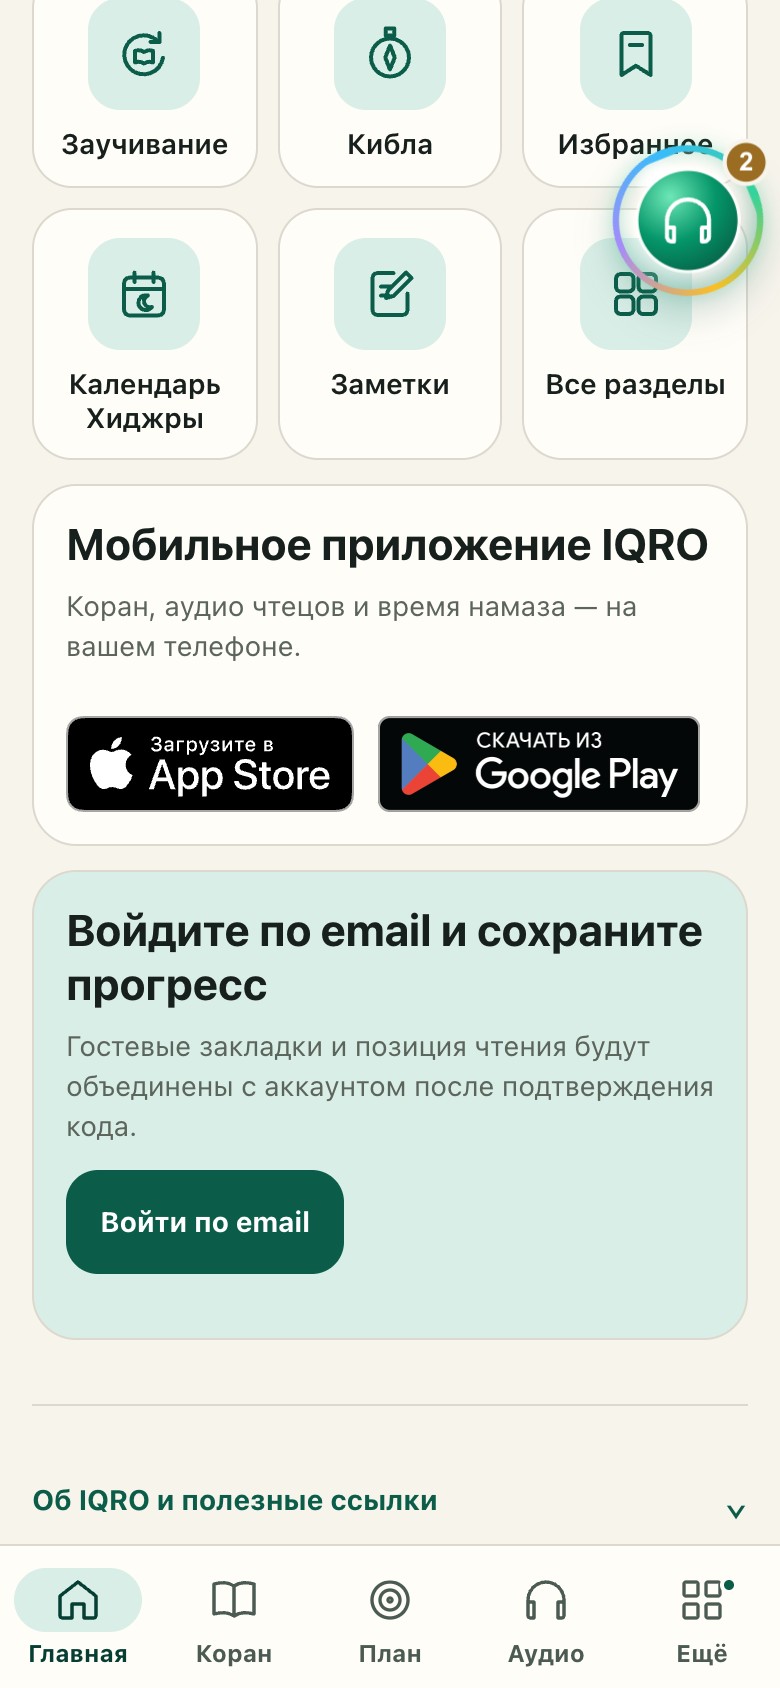 Заучивание
Кибла
Избранное
2
Календарь
Хиджры
Заметки
Все разделы
Мобильное приложение IQRO
Коран, аудио чтецов и время намаза — на
вашем телефоне.
Загрузите в
App Store
СКАЧАТЬ ИЗ
Google Play
Войдите по email и сохраните
прогресс
Гостевые закладки и позиция чтения будут
объединены с аккаунтом после подтверждения
кода.
Войти по email
Об IQRO и полезные ссылки
Главная
Коран
План
Аудио
Ещё